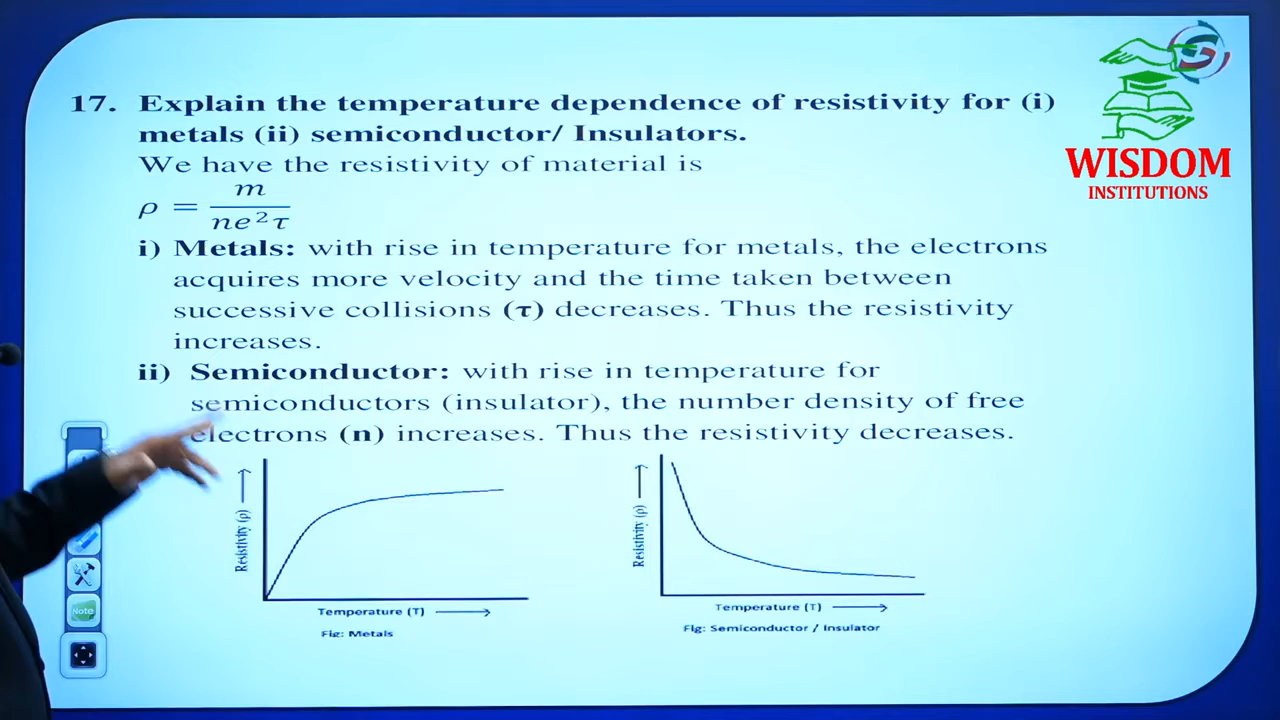 17. Explain the temperature dependence of resistivity for (i)
metals (ii) semiconductor/ Insulators.
We have the resistivity of material is
ρ = m / ne²τ
i) Metals: with rise in temperature for metals, the electrons
acquires more velocity and the time taken between
successive collisions (τ) decreases. Thus the resistivity
increases.
ii) Semiconductor: with rise in temperature for
semiconductors (insulator), the number density of free
electrons (n) increases. Thus the resistivity decreases.
Resistivity (ρ)
Temperature (T)
Fig: Metals
Resistivity (ρ)
Temperature (T)
Fig: Semiconductor / Insulator
WISDOM
INSTITUTIONS
Note